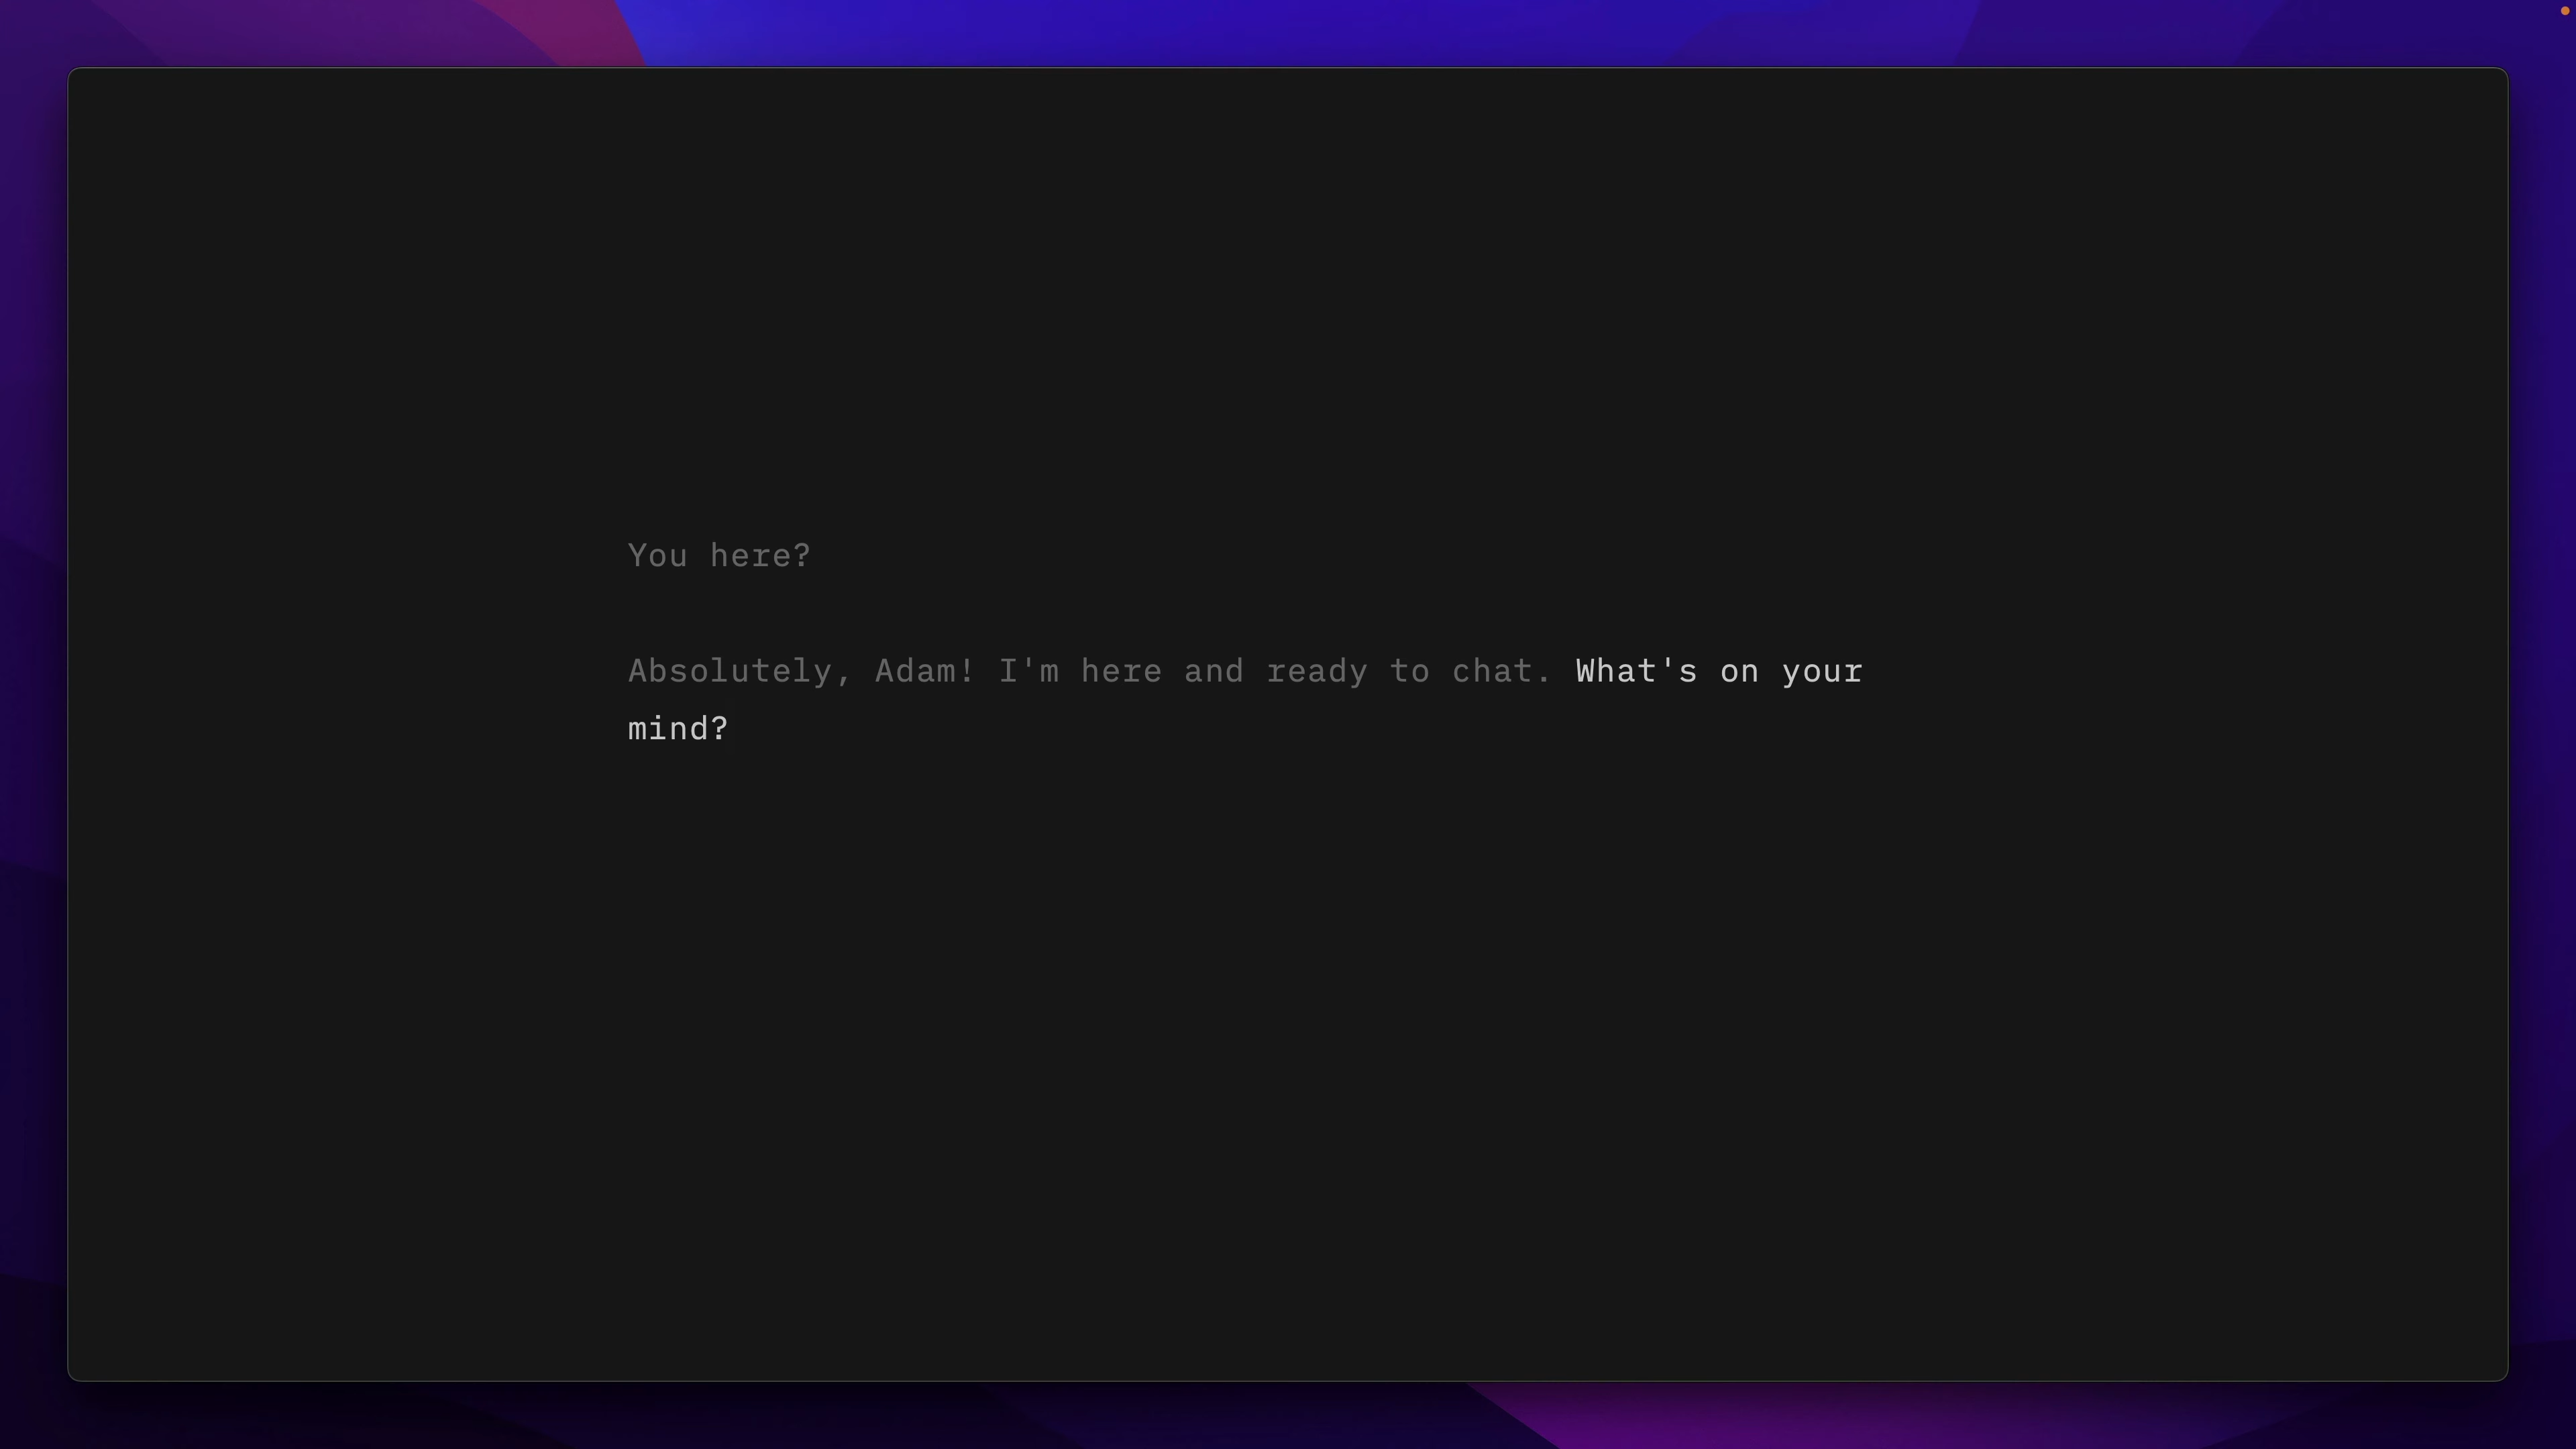 You here?
Absolutely, Adam! I'm here and ready to chat. What's on your
mind?